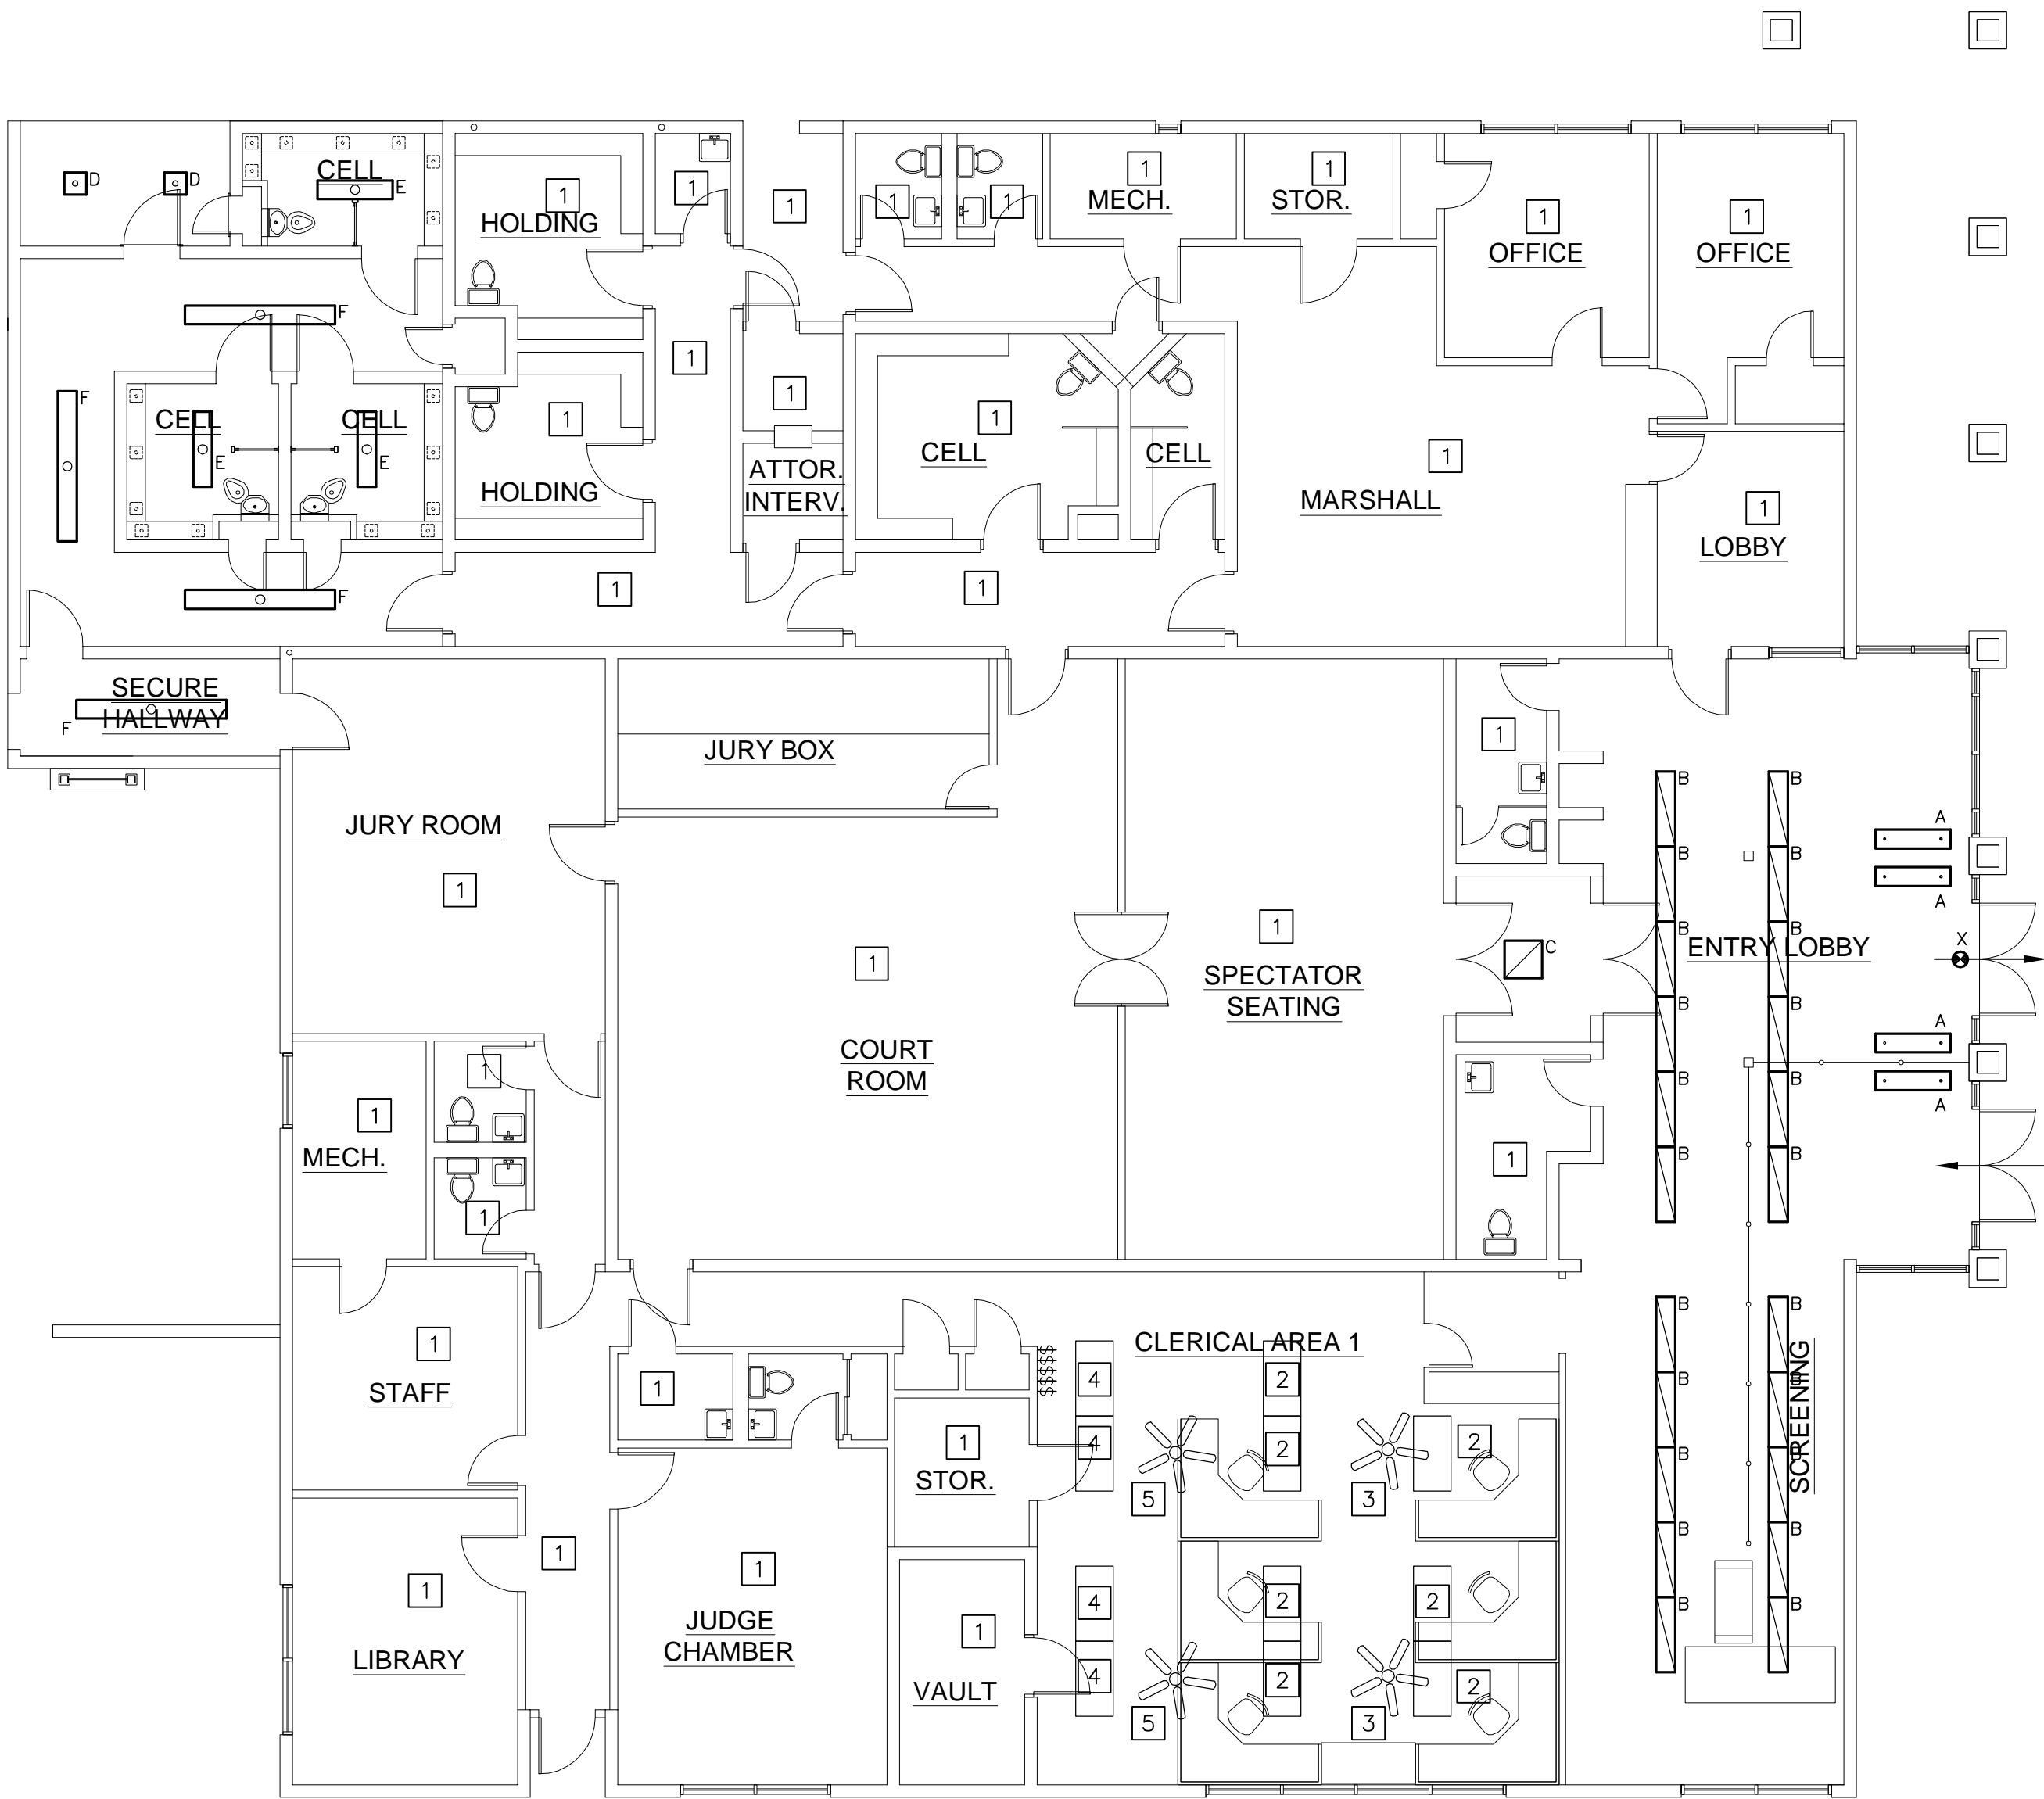 D
D
CELL
E
1
HOLDING
1
1
1
1
1
MECH.
1
STOR.
1
OFFICE
1
OFFICE
F
F
CELL
E
CELL
E
1
HOLDING
1
1
ATTOR.
INTERV.
1
CELL
CELL
1
MARSHALL
1
LOBBY
F
1
1
SECURE
HALLWAY
F
JURY BOX
JURY ROOM
1
1
COURT
ROOM
1
SPECTATOR
SEATING
1
C
B
B
B
B
B
B
B
B
B
B
B
B
A
A
ENTRY LOBBY
X
A
A
1
MECH.
1
1
1
1
STAFF
1
LIBRARY
1
1
1
JUDGE
CHAMBER
1
STOR.
1
VAULT
$$$$$
CLERICAL AREA 1
4
4
2
2
2
5
3
4
4
2
2
2
2
5
3
B
B
B
B
B
B
B
B
B
B
SCREENING